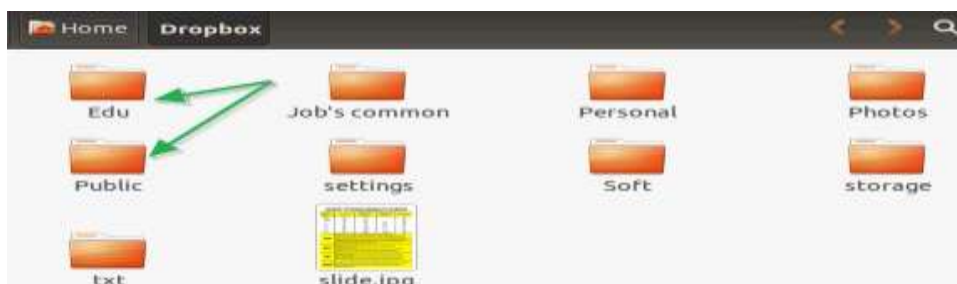 Home Dropbox
Edu Job's common Personal Photos
Public settings Soft storage
txt slide.jpg